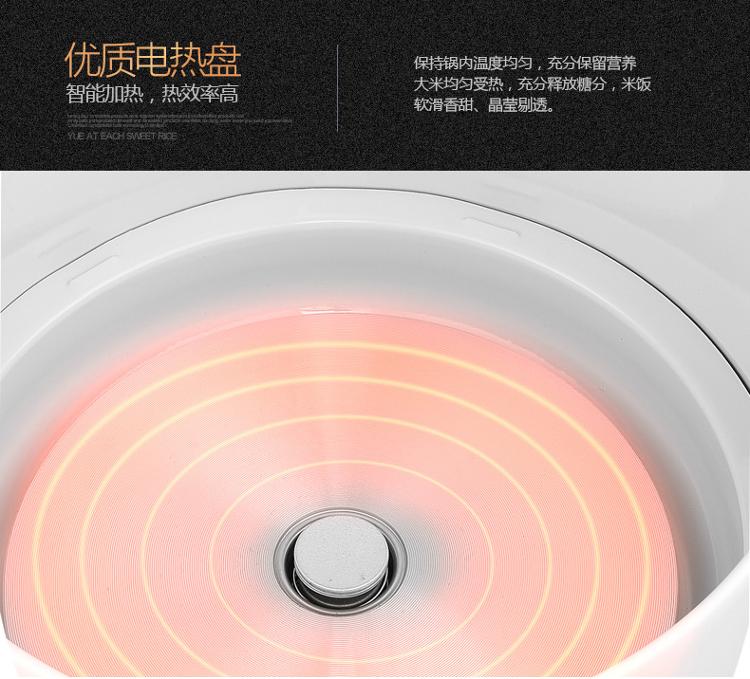 优质电热盘
智能加热，热效率高
YUE AT EACH SWEET RICE
保持锅内温度均匀，充分保留营养
大米均匀受热，充分释放糖分，米饭
软滑香甜、晶莹剔透。